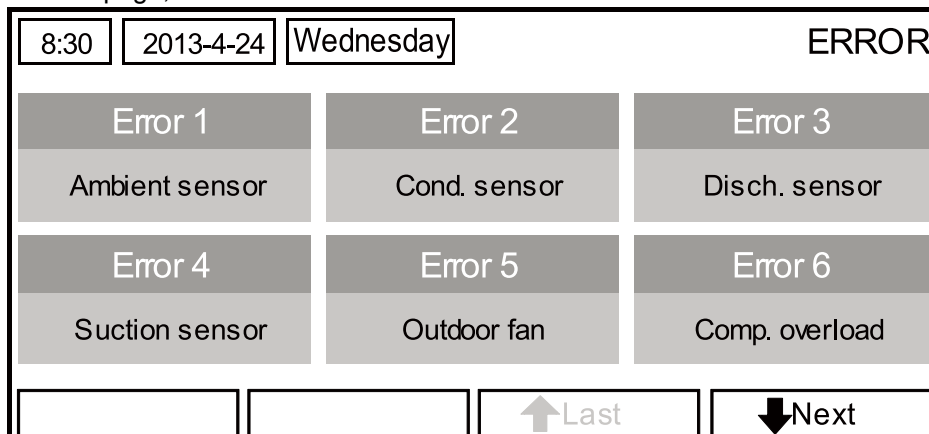 8:30 2013-4-24 Wednesday ERROR
Error 1 Error 2 Error 3
Ambient sensor Cond. sensor Disch. sensor
Error 4 Error 5 Error 6
Suction sensor Outdoor fan Comp. overload
Last Next